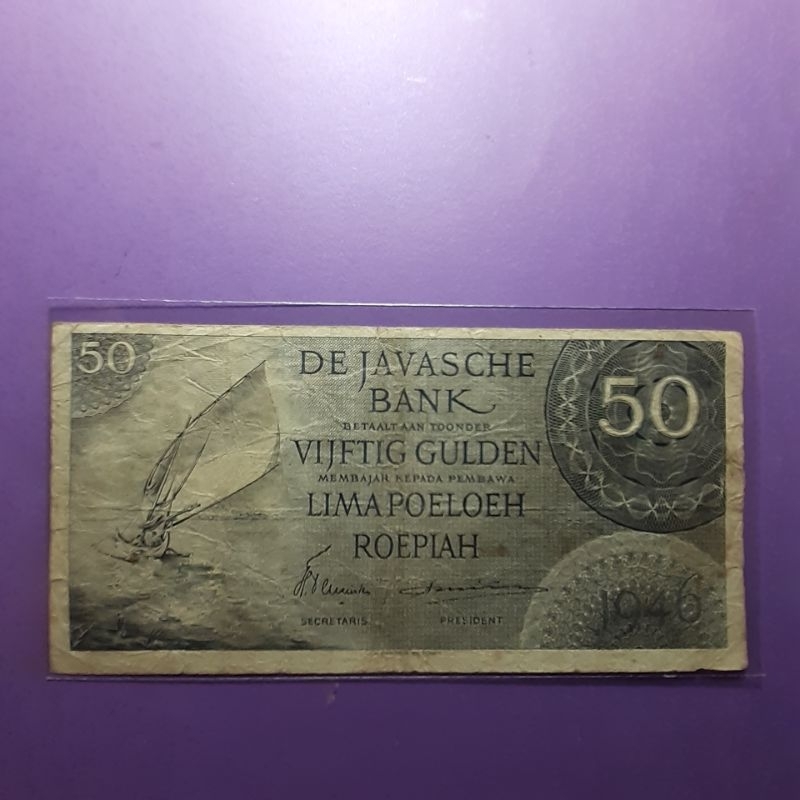 50
DE JAVASCHE
BANK
BETAALT AAN TOONDER
VIJFTIG GULDEN
MEMBAJAR KEPADA PEMBAWA
LIMA POELOEH
ROEPIAH
SECRETARIS
PRESIDENT
50
1946